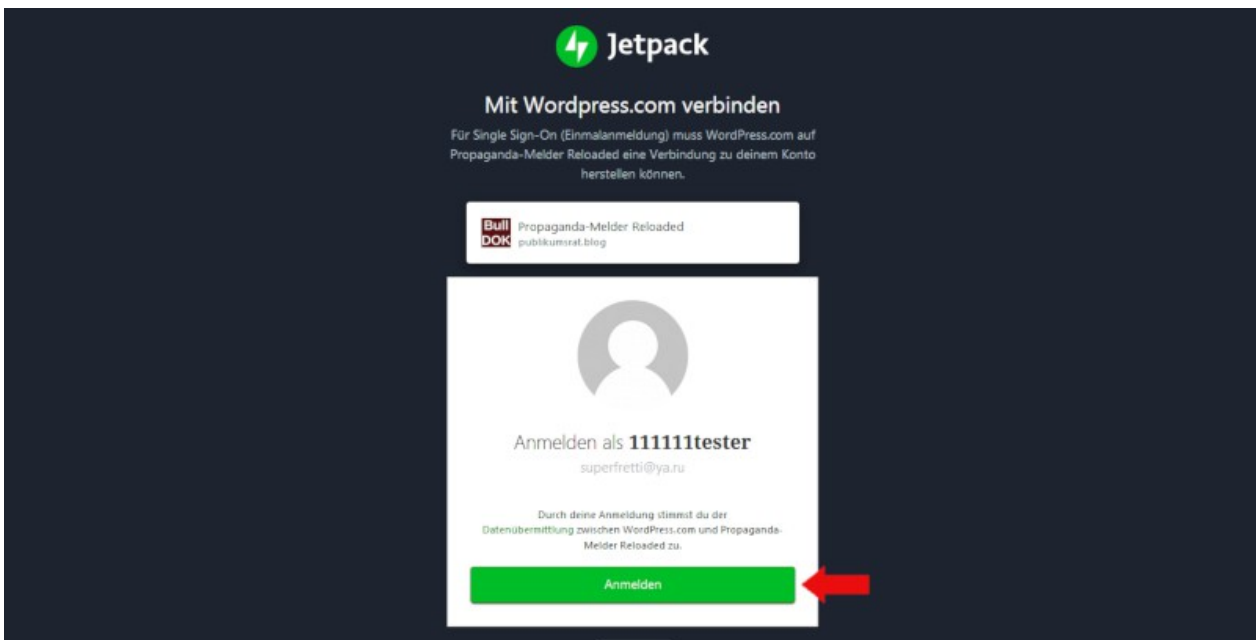 Jetpack
Mit Wordpress.com verbinden
Für Single Sign-On (Einmalanmeldung) muss WordPress.com auf
Propaganda-Melder Reloaded eine Verbindung zu deinem Konto
herstellen können.
Bull
DOK
Propaganda-Melder Reloaded
publikumsrat.blog
Anmelden als 111111tester
superfretti@ya.ru
Durch deine Anmeldung stimmst du der
Datenübermittlung zwischen WordPress.com und Propaganda-
Melder Reloaded zu.
Anmelden